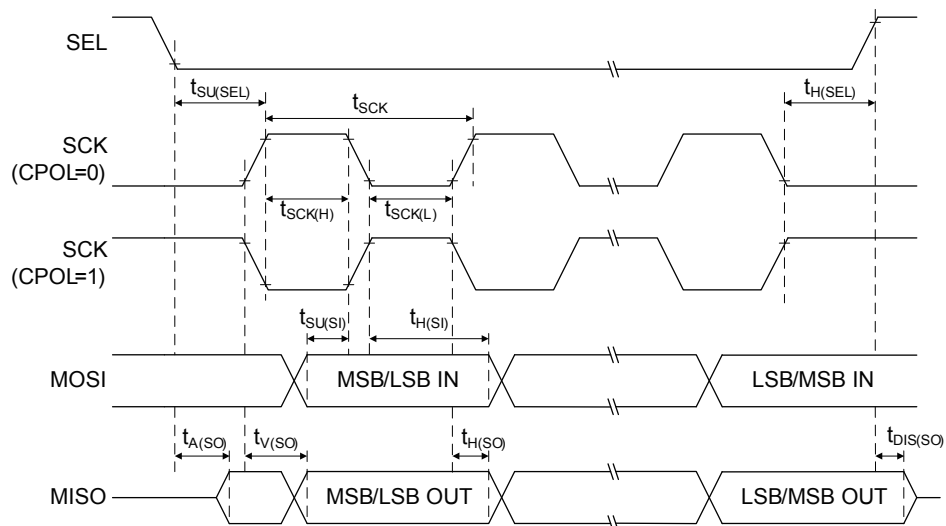 SEL
tSU(SEL)
tSCK
tH(SEL)
SCK
(CPOL=0)
tSCK(H)
tSCK(L)
SCK
(CPOL=1)
tSU(SI)
tH(SI)
MOSI
MSB/LSB IN
LSB/MSB IN
tA(SO)
tV(SO)
tH(SO)
tDIS(SO)
MISO
MSB/LSB OUT
LSB/MSB OUT